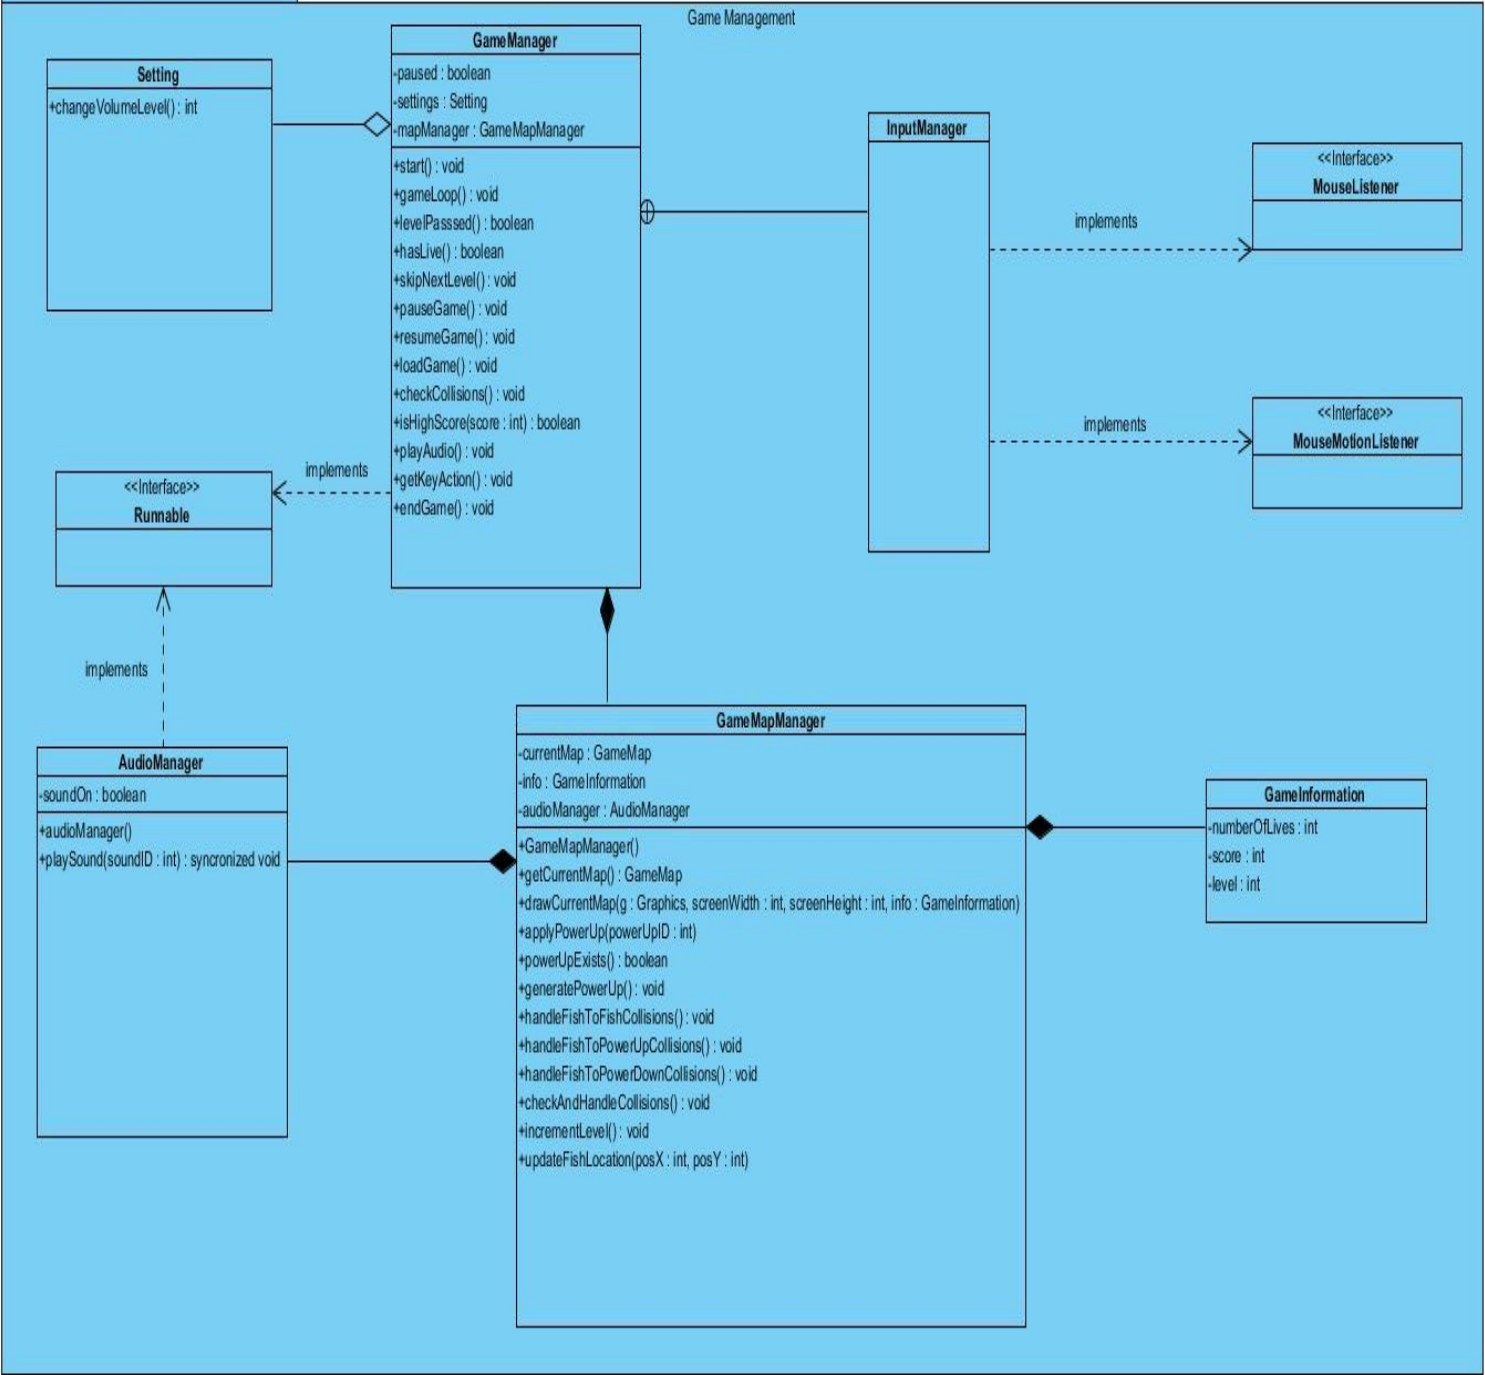 Game Management
GameManager
-paused : boolean
-settings : Setting
-mapManager : GameMapManager
+start() : void
+gameLoop() : void
+levelPasssed() : boolean
+hasLive() : boolean
+skipNextLevel() : void
+pauseGame() : void
+resumeGame() : void
+loadGame() : void
+checkCollisions() : void
+isHighScore(score : int) : boolean
+playAudio() : void
+getKeyAction() : void
+endGame() : void
Setting
+changeVolumeLevel() : int
InputManager
<<Interface>>
MouseListener
implements
<<Interface>>
MouseMotionListener
implements
implements
<<Interface>>
Runnable
implements
AudioManager
-soundOn : boolean
+audioManager()
+playSound(soundID : int) : syncronized void
GameMapManager
-currentMap : GameMap
-info : GameInformation
-audioManager : AudioManager
+GameMapManager()
+getCurrentMap() : GameMap
+drawCurrentMap(g : Graphics, screenWidth : int, screenHeight : int, info : GameInformation)
+applyPowerUp(powerUpID : int)
+powerUpExists() : boolean
+generatePowerUp() : void
+handleFishToFishCollisions() : void
+handleFishToPowerUpCollisions() : void
+handleFishToPowerDownCollisions() : void
+checkAndHandleCollisions() : void
+incrementLevel() : void
+updateFishLocation(posX : int, posY : int)
GameInformation
-numberOfLives : int
-score : int
-level : int